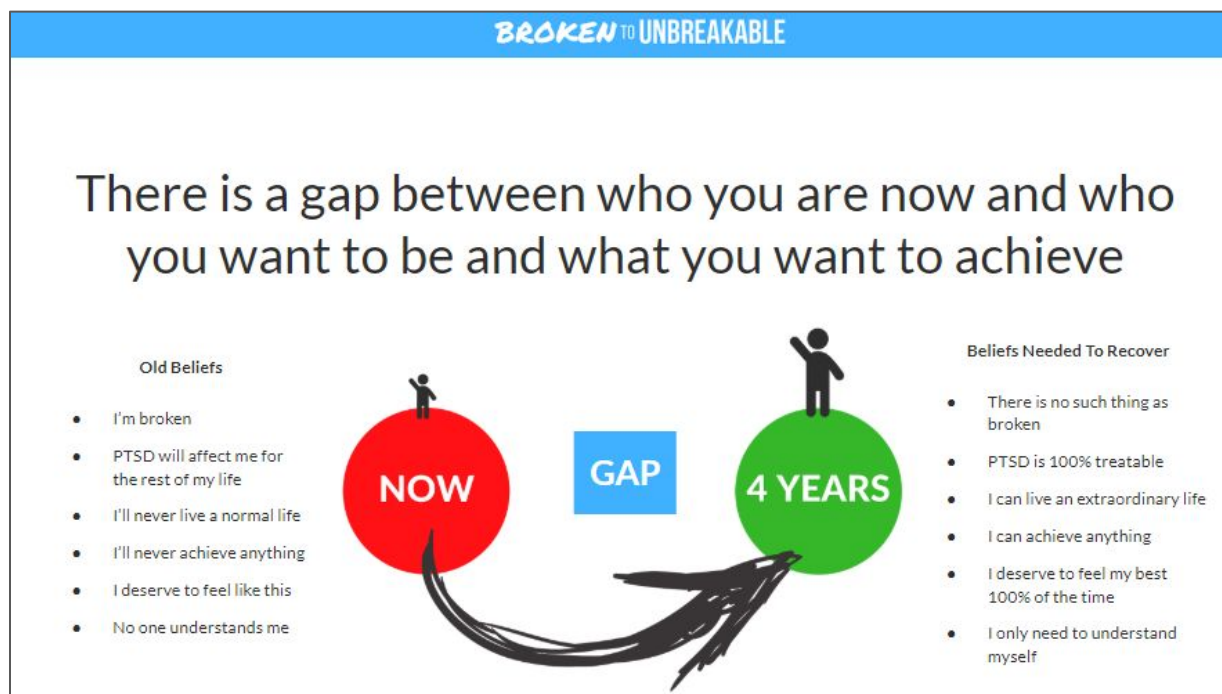 BROKEN TO UNBREAKABLE
There is a gap between who you are now and who
you want to be and what you want to achieve
Old Beliefs
● I'm broken
● PTSD will affect me for
the rest of my life
● I'll never live a normal life
● I'll never achieve anything
● I deserve to feel like this
● No one understands me
NOW
GAP
4 YEARS
Beliefs Needed To Recover
● There is no such thing as
broken
● PTSD is 100% treatable
● I can live an extraordinary life
● I can achieve anything
● I deserve to feel my best
100% of the time
● I only need to understand
myself